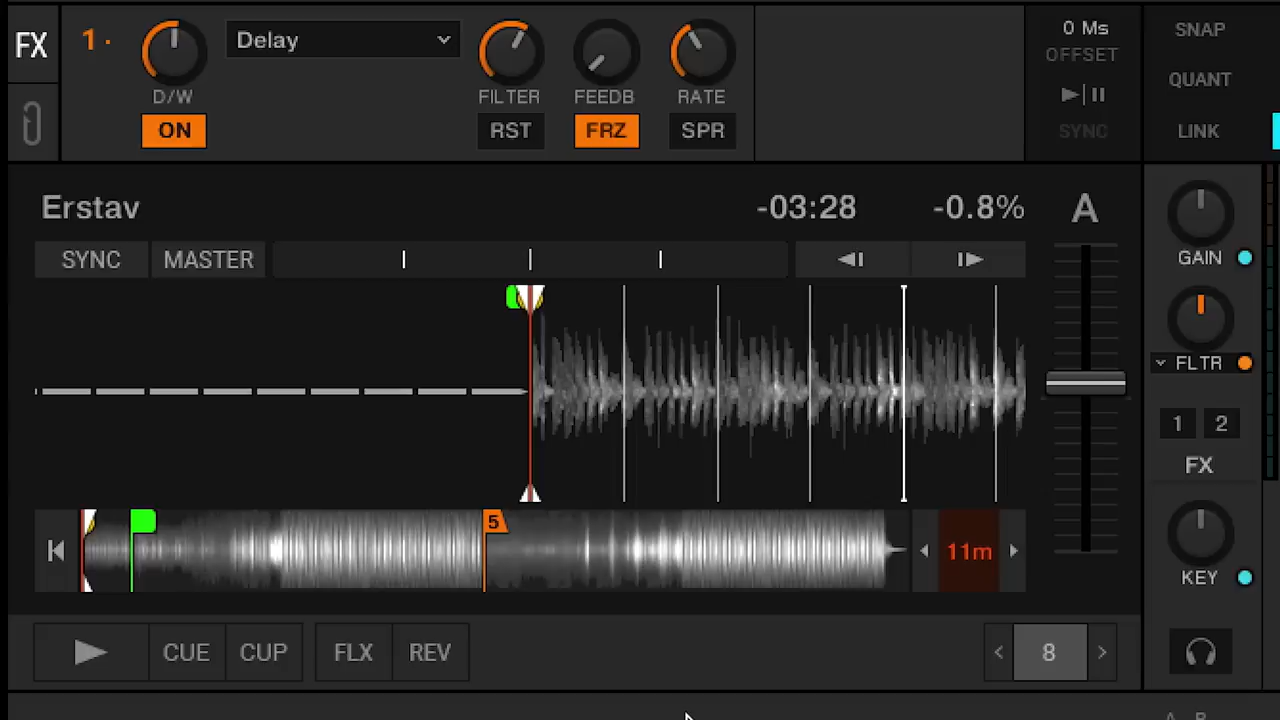 FX
1
Delay
D/W
FILTER
FEEDB
RATE
ON
RST
FRZ
SPR
0 Ms
OFFSET
SYNC
SNAP
QUANT
LINK
Erstav
-03:28
-0.8%
A
SYNC
MASTER
GAIN
FLTR
1
2
FX
5
11m
KEY
CUE
CUP
FLX
REV
8